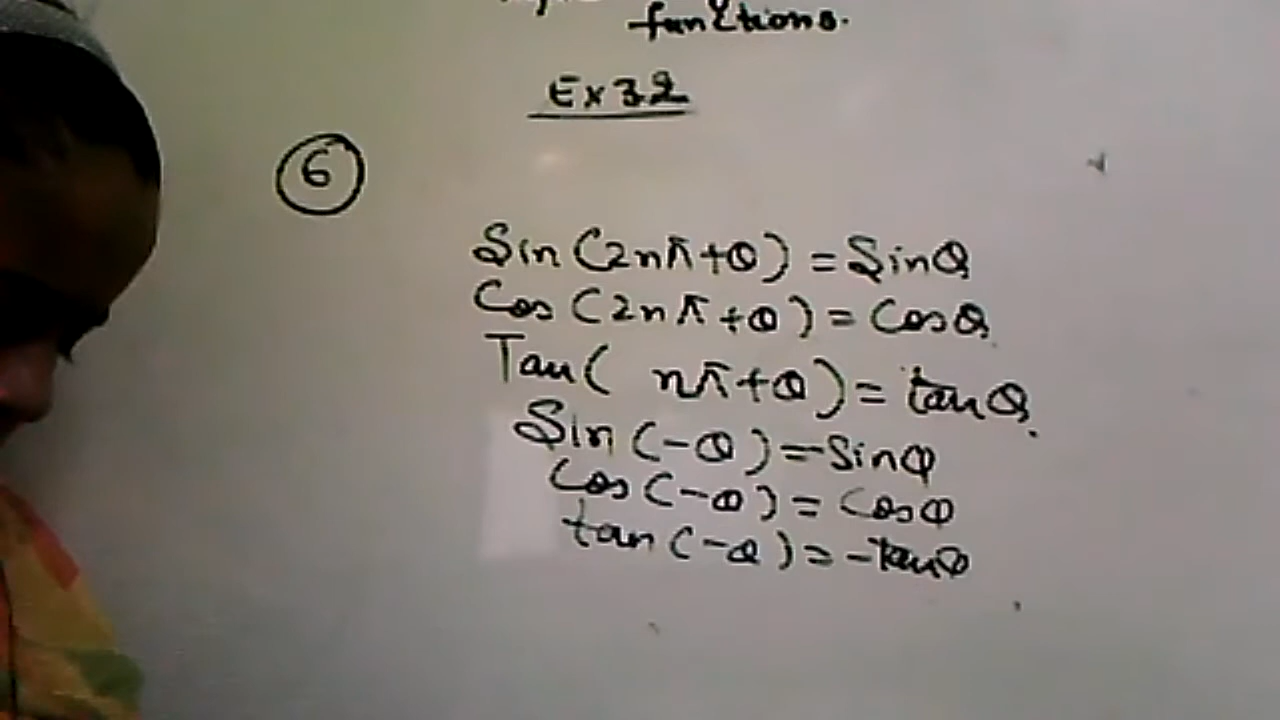 functions.
Ex 3.2
6
Sin (2nπ+θ) = Sinθ
Cos (2nπ+θ) = Cosθ
Tan( nπ+θ) = tanθ.
Sin (-θ) = -Sinθ
Cos (-θ) = Cosθ
tan (-θ) = -tanθ